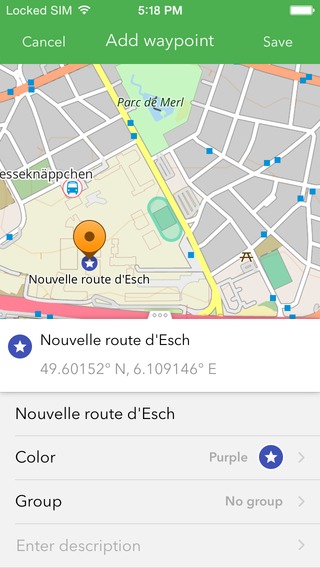 Locked SIM 5:18 PM
Cancel Add waypoint Save
Parc de Merl
esseknäppchen
Nouvelle route d'Esch
Nouvelle route d'Esch
49.60152° N, 6.109146° E
Nouvelle route d'Esch
Color Purple
Group No group
Enter description